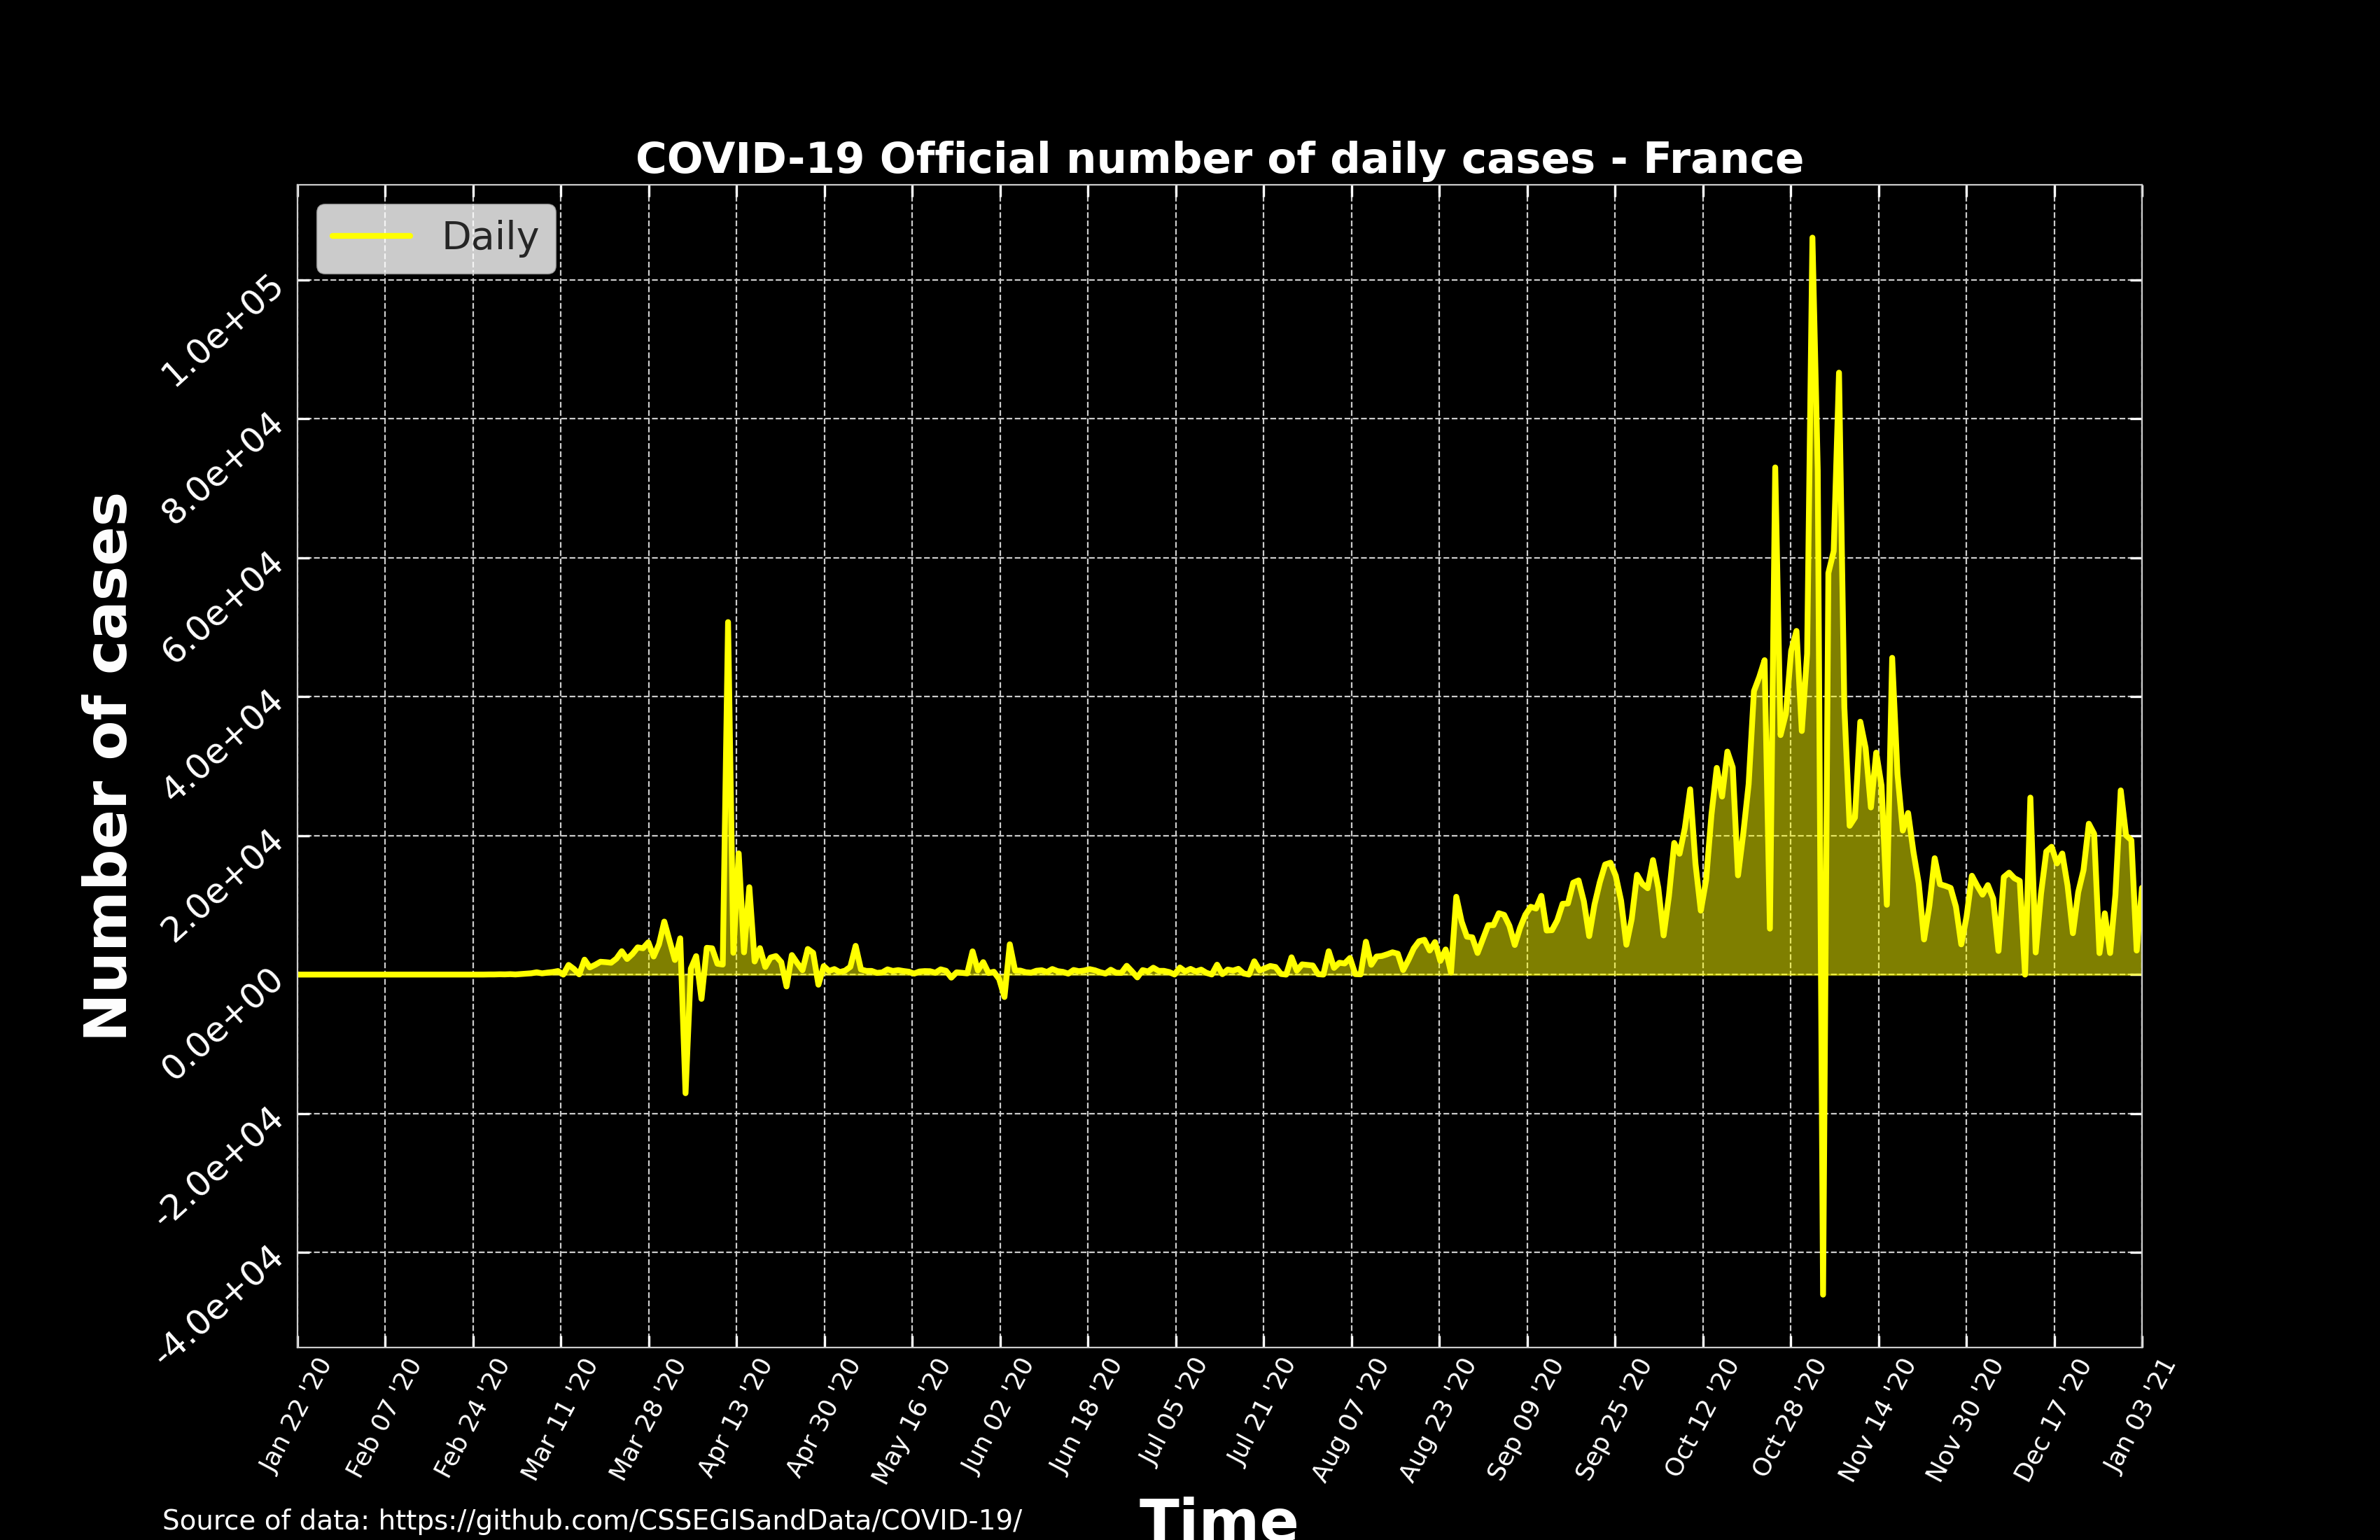 COVID-19 Official number of daily cases - France
Daily
Number of cases
1.0e+05
8.0e+04
6.0e+04
4.0e+04
2.0e+04
0.0e+00
-2.0e+04
-4.0e+04
Jan 22 '20
Feb 07 '20
Feb 24 '20
Mar 11 '20
Mar 28 '20
Apr 13 '20
Apr 30 '20
May 16 '20
Jun 02 '20
Jun 18 '20
Jul 05 '20
Jul 21 '20
Aug 07 '20
Aug 23 '20
Sep 09 '20
Sep 25 '20
Oct 12 '20
Oct 28 '20
Nov 14 '20
Nov 30 '20
Dec 17 '20
Jan 03 '21
Time
Source of data: https://github.com/CSSEGISandData/COVID-19/